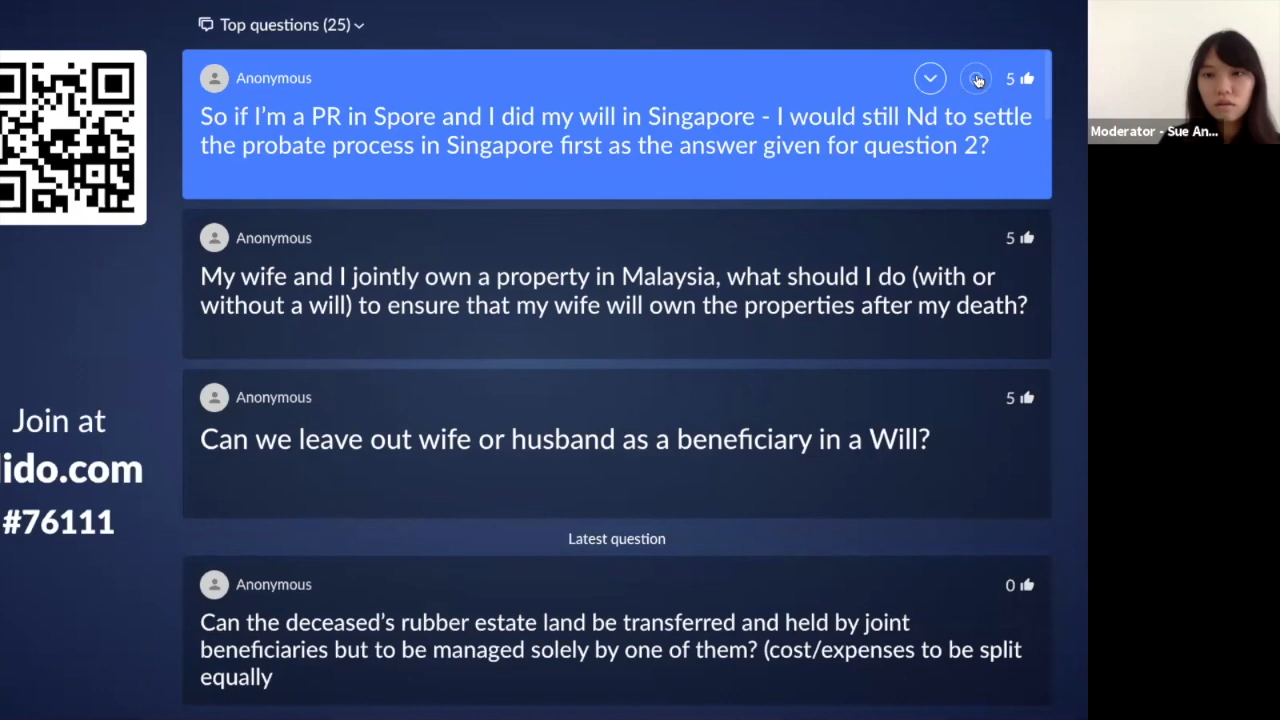 Top questions (25)
Anonymous
5
So if I'm a PR in Spore and I did my will in Singapore - I would still Nd to settle
the probate process in Singapore first as the answer given for question 2?
Moderator - Sue An...
Anonymous
5
My wife and I jointly own a property in Malaysia, what should I do (with or
without a will) to ensure that my wife will own the properties after my death?
Anonymous
5
Can we leave out wife or husband as a beneficiary in a Will?
Join at
lido.com
#76111
Latest question
Anonymous
0
Can the deceased's rubber estate land be transferred and held by joint
beneficiaries but to be managed solely by one of them? (cost/expenses to be split
equally